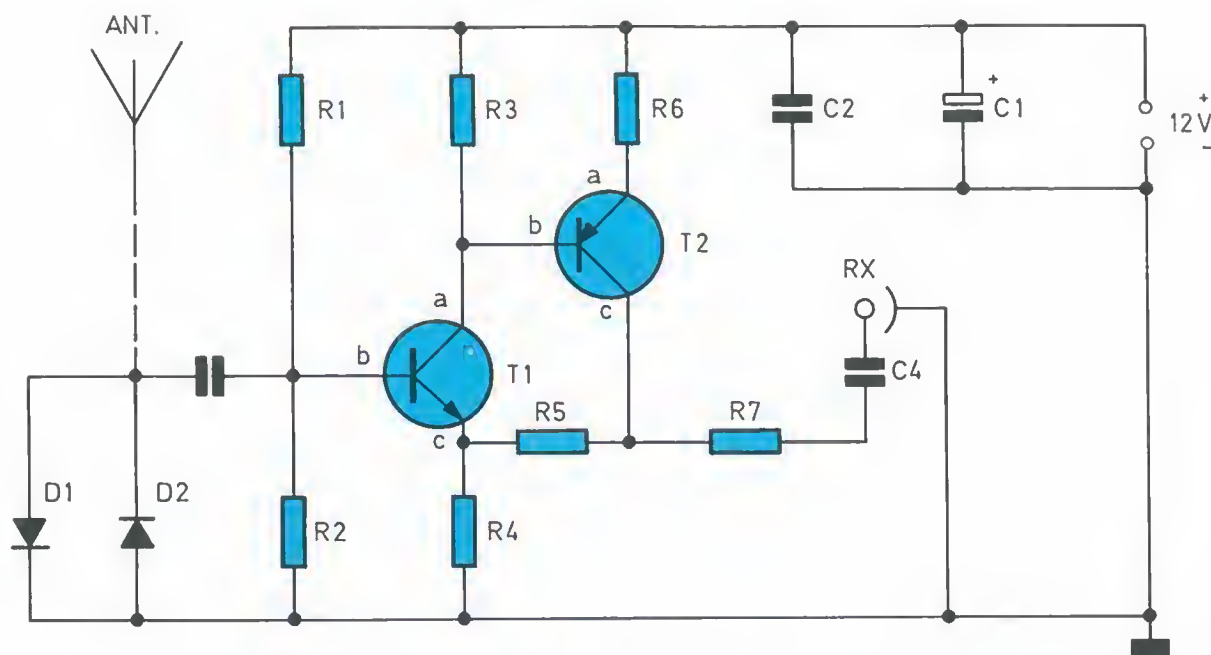 ANT.
R1
R3
R6
C2
+
C1
+
12V
-
a
b
T2
c
RX
a
b
T1
C4
R5
R7
c
D1
D2
R2
R4